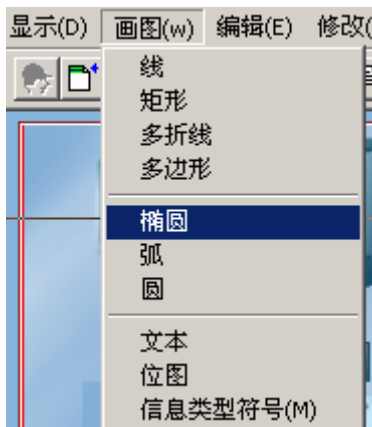 显示(D) 画图(w) 编辑(E) 修改(
线
矩形
多折线
多边形
椭圆
弧
圆
文本
位图
信息类型符号(M)